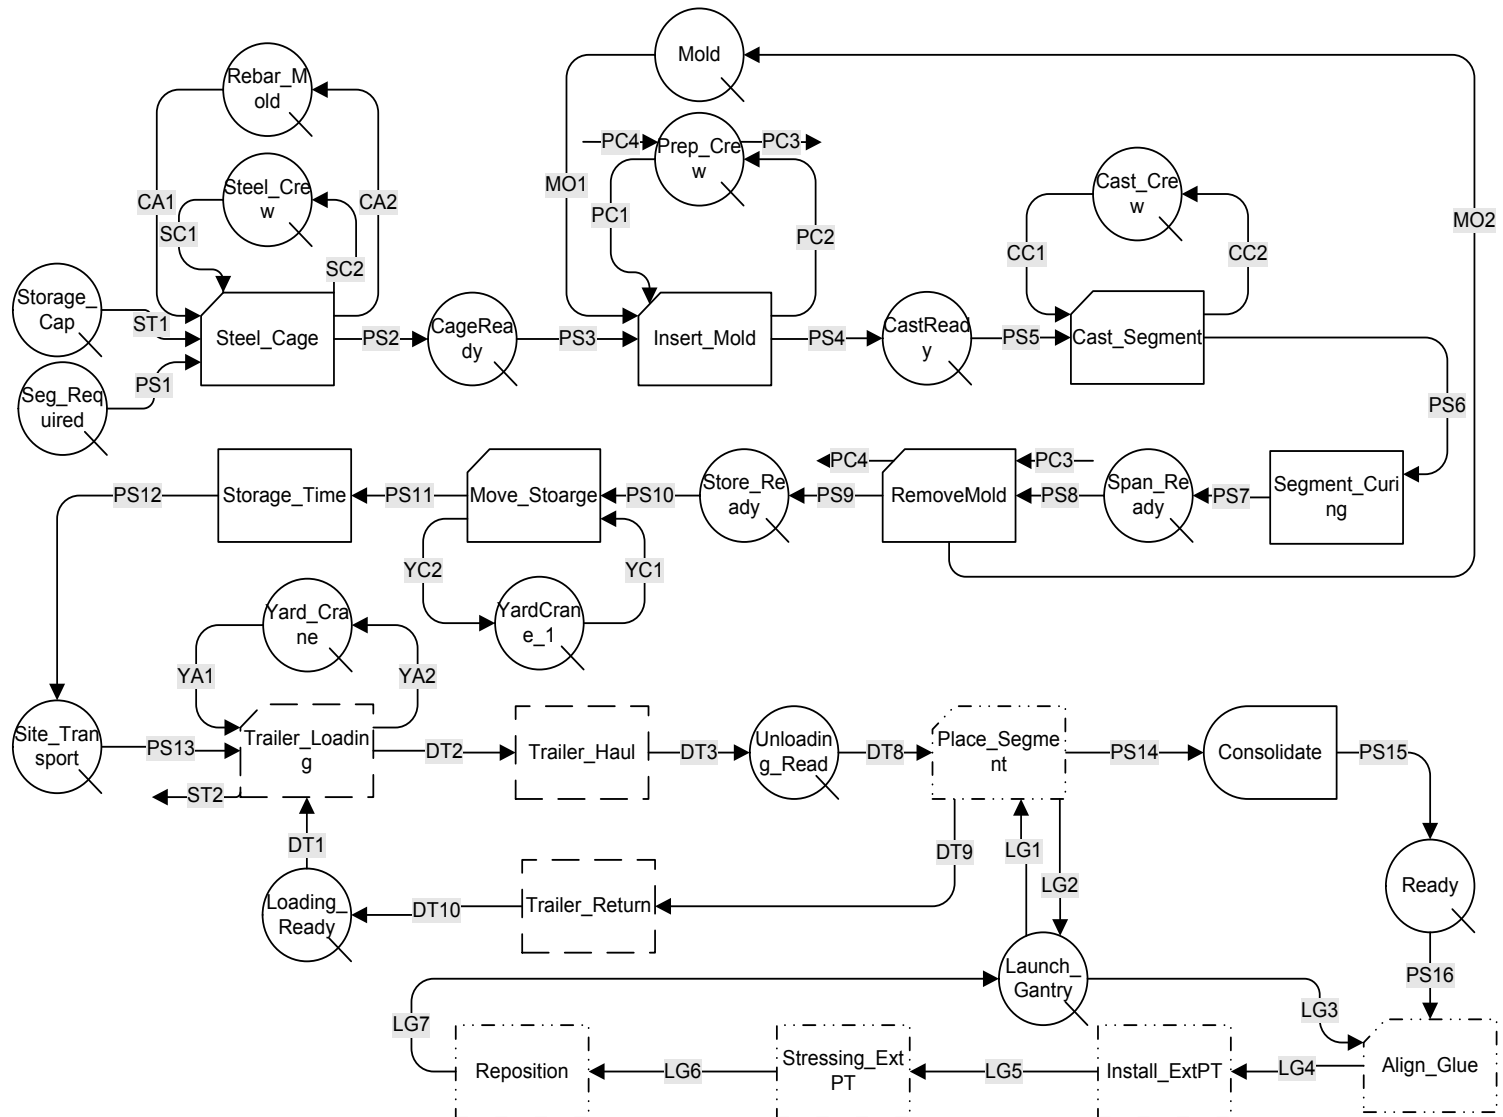 Mold
Rebar_M
old
PC4
PC3
Prep_Cre
w
Steel_Cre
w
Cast_Cre
w
CA1
CA2
MO1
SC1
PC1
PC2
MO2
CC1
CC2
SC2
Storage_
Cap
ST1
Steel_Cage
PS2
CageRea
dy
PS3
Insert_Mold
PS4
CastRead
y
PS5
Cast_Segment
PS1
Seg_Req
uired
PS6
PC4
PC3
PS12
Storage_Time
PS11
Move_Stoarge
PS10
Store_Re
ady
PS9
RemoveMold
PS8
Span_Re
ady
PS7
Segment_Curi
ng
YC2
YC1
Yard_Cra
ne
YardCran
e_1
YA1
YA2
Site_Tran
sport
PS13
Trailer_Loadin
g
DT2
Trailer_Haul
DT3
Unloadin
g_Read
DT8
Place_Segme
nt
PS14
Consolidate
PS15
ST2
DT1
DT9
LG1
LG2
Loading_
Ready
DT10
Trailer_Return
Ready
Launch_
Gantry
PS16
LG3
LG7
Reposition
LG6
Stressing_Ext
PT
LG5
Install_ExtPT
LG4
Align_Glue